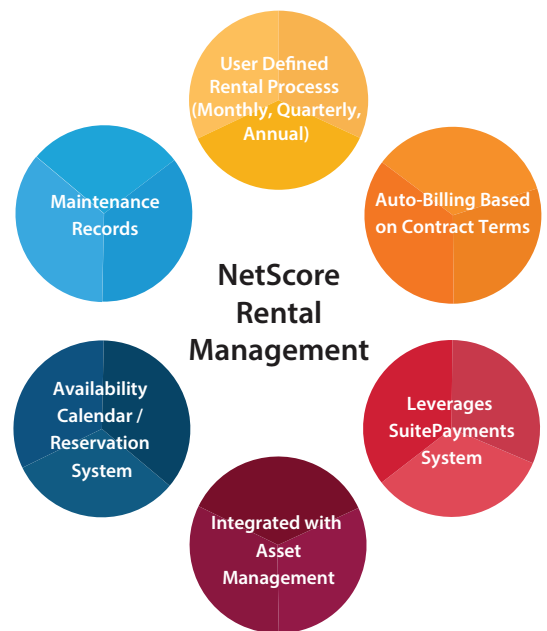 User Defined
Rental Processs
(Monthly, Quarterly,
Annual)
Auto-Billing Based
on Contract Terms
Leverages
SuitePayments
System
Integrated with
Asset
Management
Availability
Calendar /
Reservation
System
Maintenance
Records
NetScore
Rental
Management